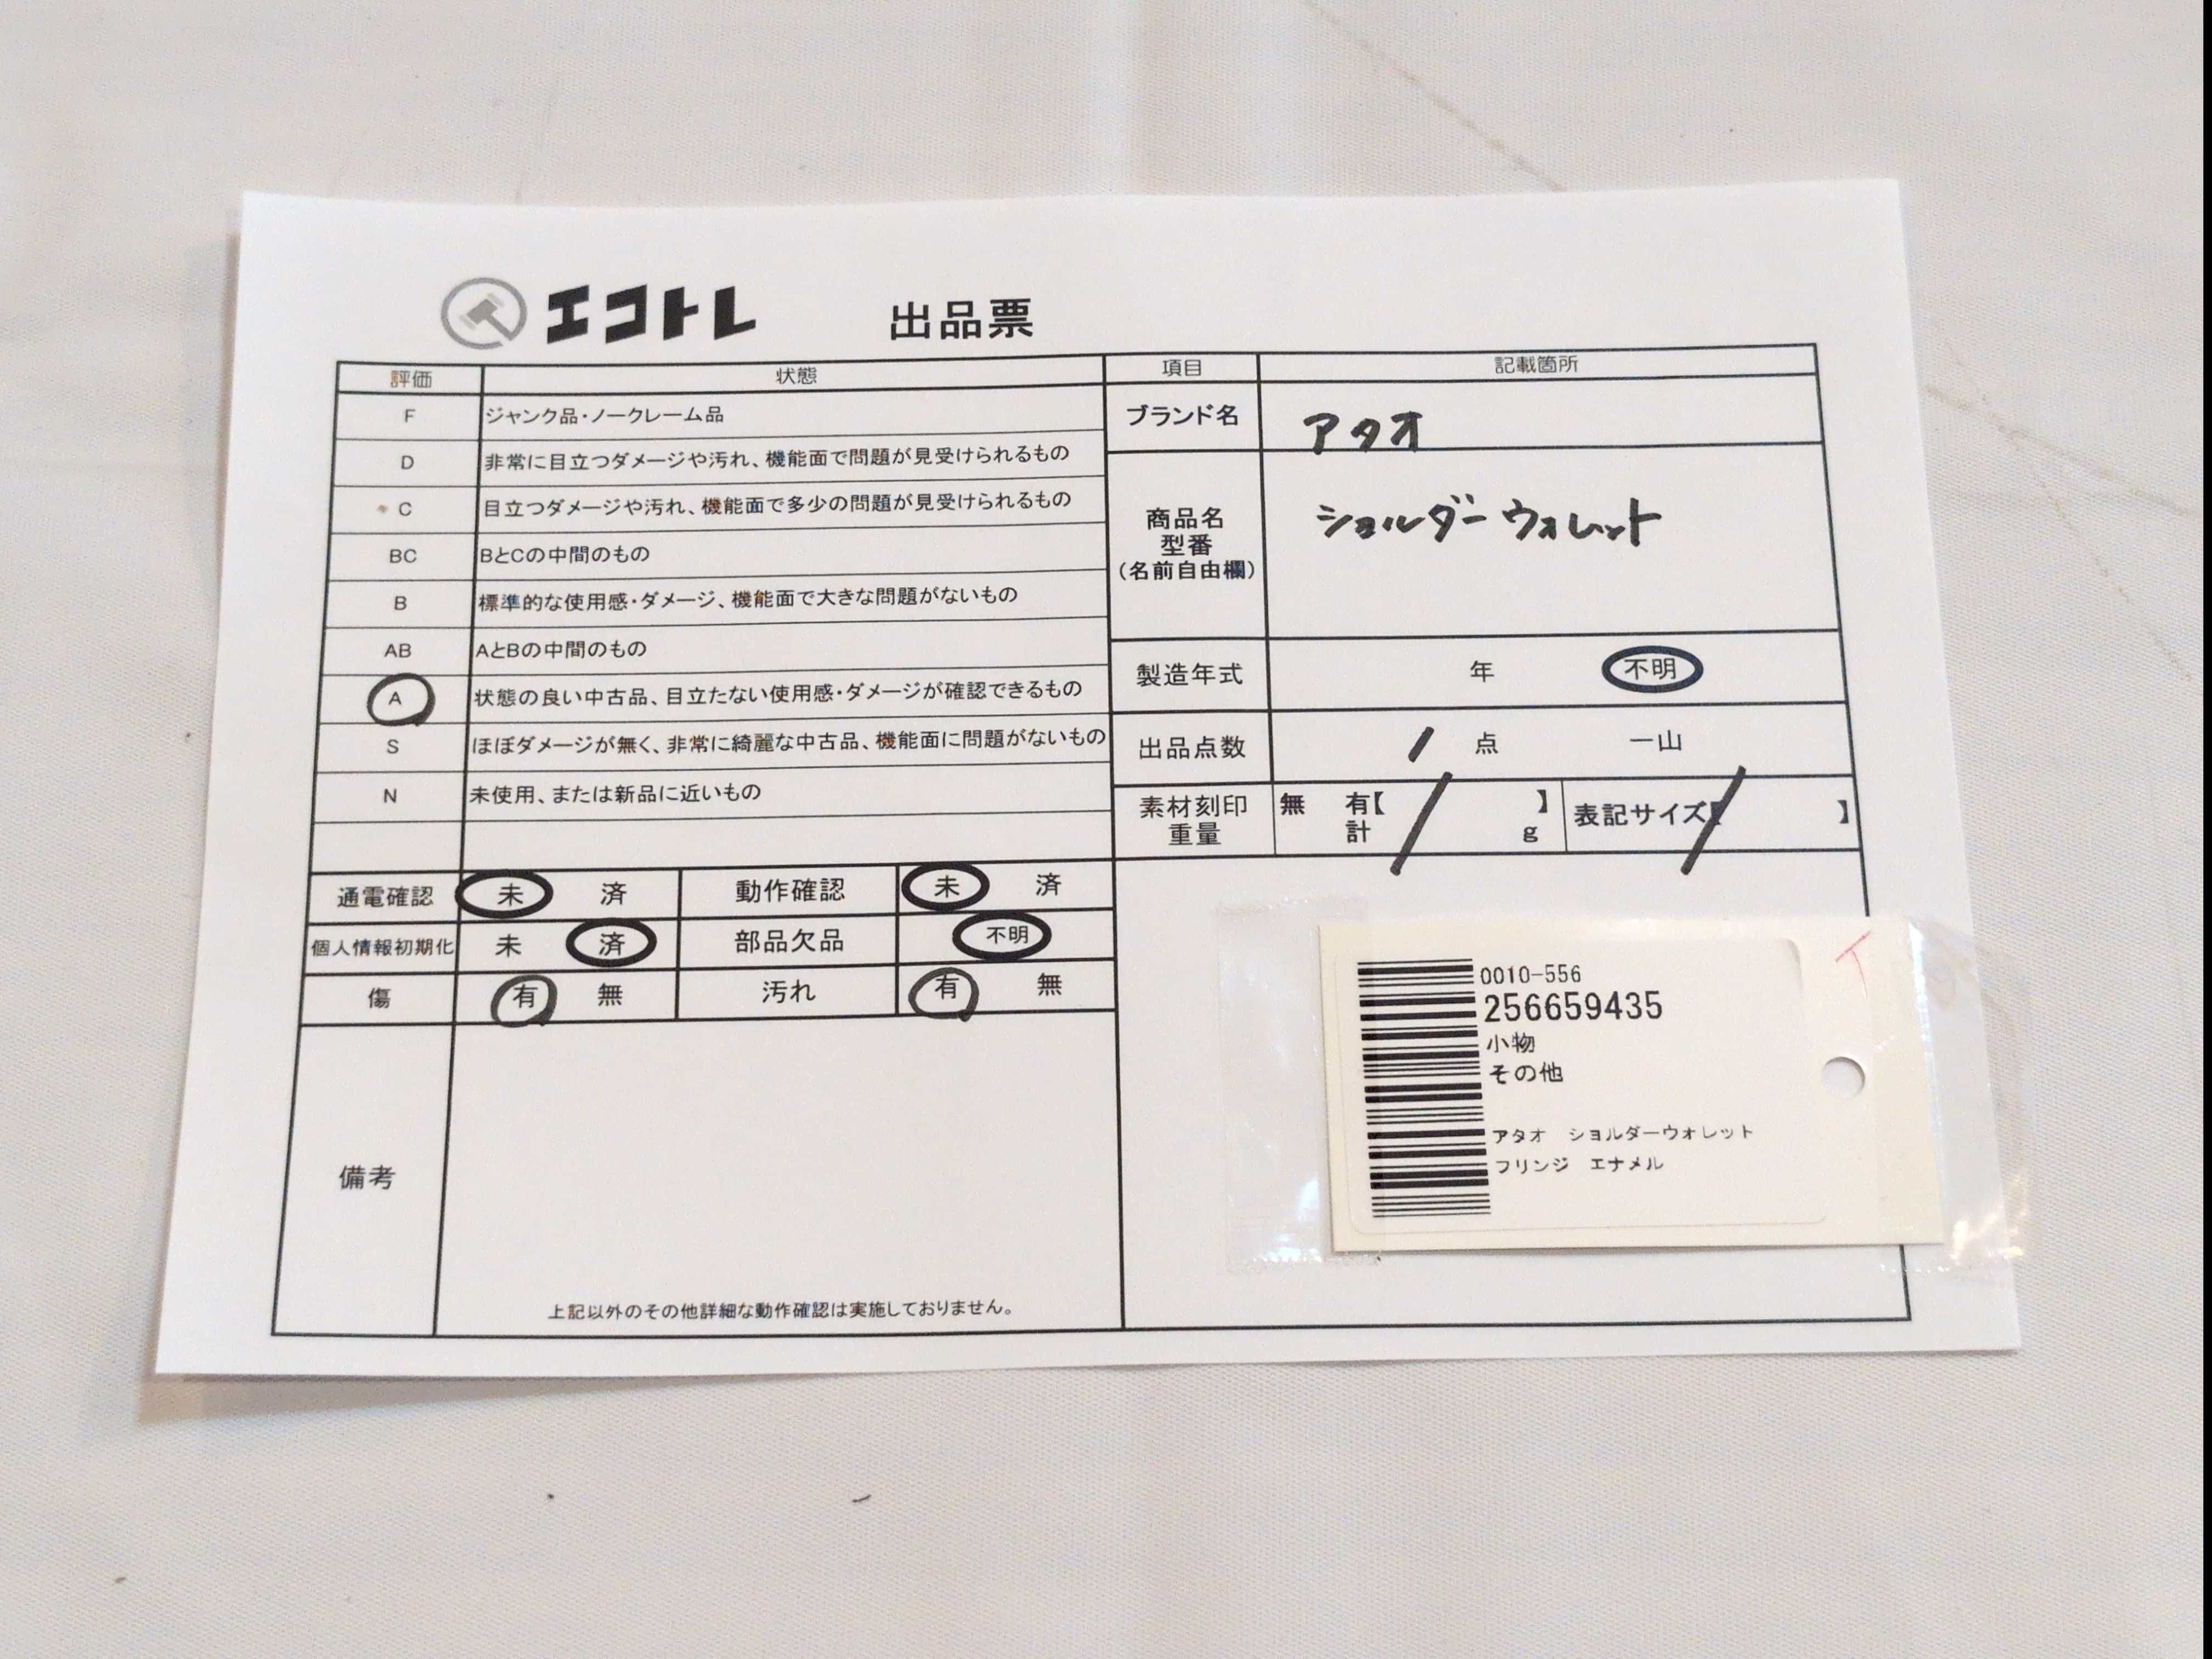 エコトレ 出品票
評価 状態 項目 記載箇所
F ジャンク品・ノークレーム品
D 非常に目立つダメージや汚れ、機能面で問題が見受けられるもの
C 目立つダメージや汚れ、機能面で多少の問題が見受けられるもの
BC BとCの中間のもの
B 標準的な使用感・ダメージ、機能面で大きな問題がないもの
AB AとBの中間のもの
A 状態の良い中古品、目立たない使用感・ダメージが確認できるもの
S ほぼダメージが無く、非常に綺麗な中古品、機能面に問題がないもの
N 未使用、または新品に近いもの
ブランド名 アタオ
商品名
型番
(名前自由欄)
ショルダーウォレット
製造年式 年 不明
出品点数 1 点 一山
素材刻印 無 有【 】 表記サイズ【 】
重量 計 g
通電確認 未 済 動作確認 未 済
個人情報初期化 未 済 部品欠品 不明
傷 有 無 汚れ 有 無
備考
上記以外のその他詳細な動作確認は実施しておりません。
0010-556
256659435
小物
その他
アタオ ショルダーウォレット
フリンジ エナメル